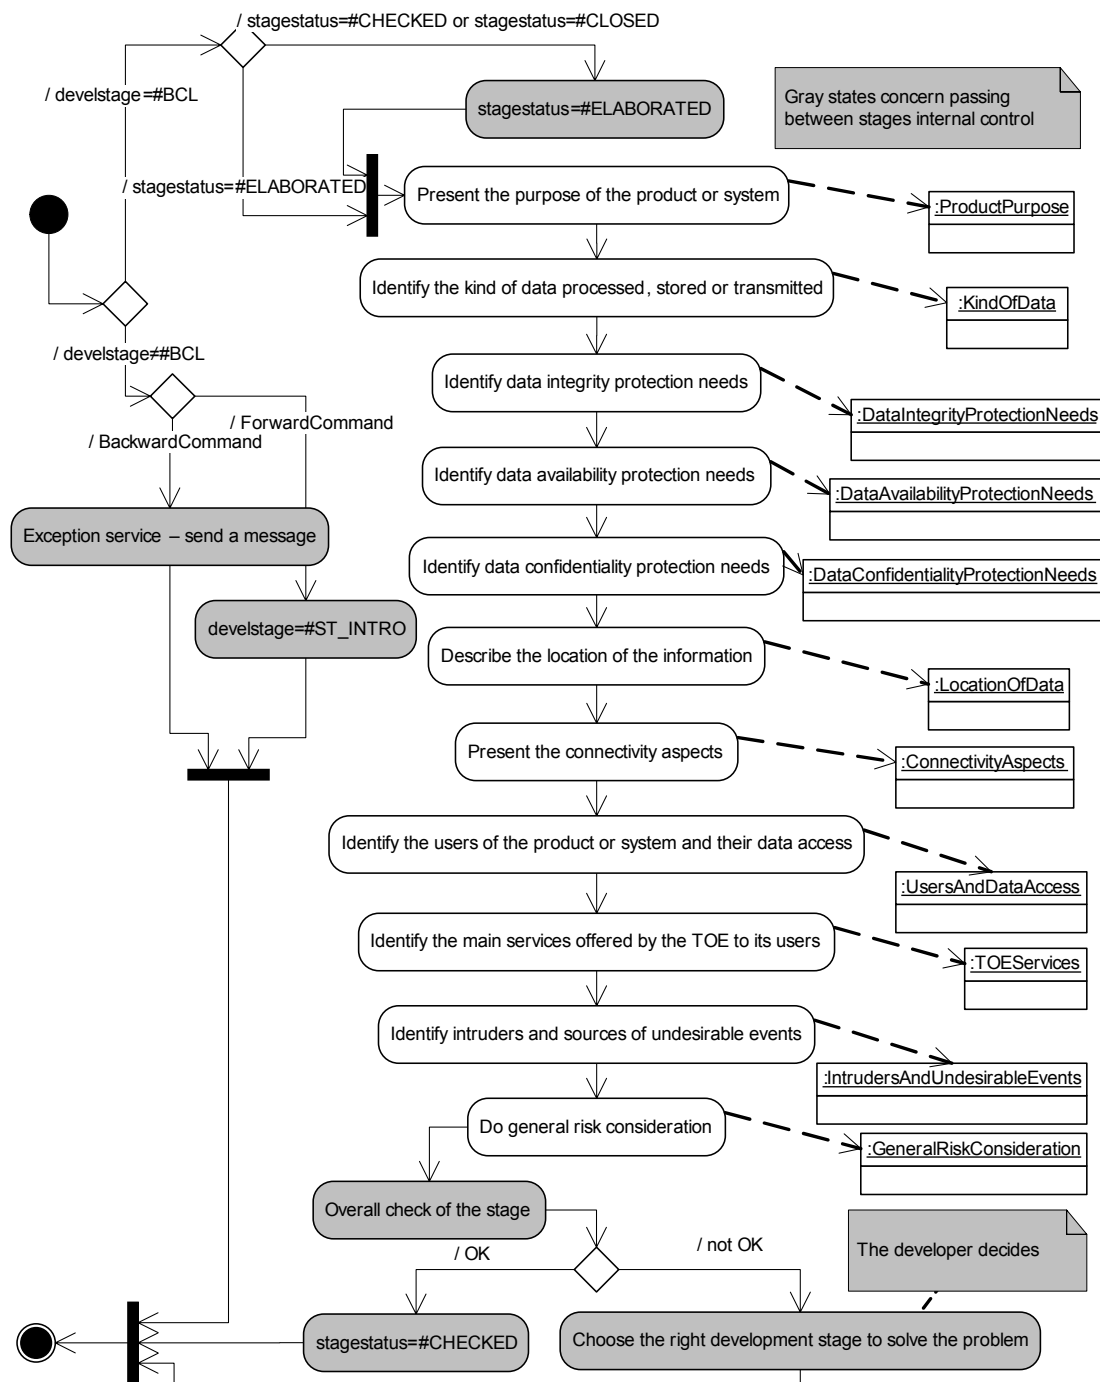 / stagestatus=#CHECKED or stagestatus=#CLOSED
/ develstage=#BCL
stagestatus=#ELABORATED
Gray states concern passing
between stages internal control
/ stagestatus=#ELABORATED
Present the purpose of the product or system
:ProductPurpose
Identify the kind of data processed, stored or transmitted
:KindOfData
/ develstage≠#BCL
Identify data integrity protection needs
:DataIntegrityProtectionNeeds
/ ForwardCommand
/ BackwardCommand
Identify data availability protection needs
:DataAvailabilityProtectionNeeds
Exception service – send a message
Identify data confidentiality protection needs
:DataConfidentialityProtectionNeeds
develstage=#ST_INTRO
Describe the location of the information
:LocationOfData
Present the connectivity aspects
:ConnectivityAspects
Identify the users of the product or system and their data access
:UsersAndDataAccess
Identify the main services offered by the TOE to its users
:TOEServices
Identify intruders and sources of undesirable events
:IntrudersAndUndesirableEvents
Do general risk consideration
:GeneralRiskConsideration
Overall check of the stage
/ OK
/ not OK
The developer decides
stagestatus=#CHECKED
Choose the right development stage to solve the problem